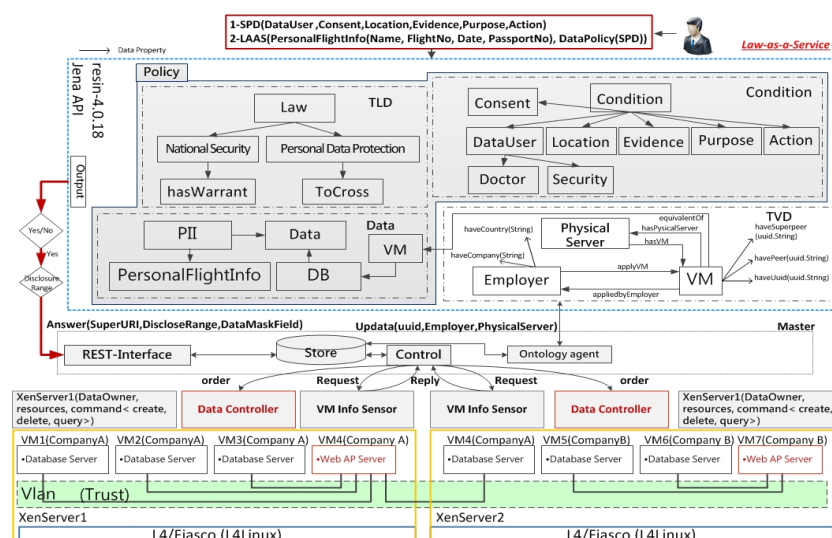 1-SPD(DataUser ,Consent,Location,Evidence,Purpose,Action)
2-LAAS(PersonalFlightInfo(Name, FlightNo, Date, PassportNo), DataPolicy(SPD))
Law-as-a-Service
Data Property
resin-4.0.18
Jena API
Policy
TLD
Law
National Security
Personal Data Protection
hasWarrant
ToCross
Condition
Consent
Condition
DataUser
Location
Evidence
Purpose
Action
Doctor
Security
Output
Yes/No
Yes
Disclosure
Range
Data
PII
Data
VM
PersonalFlightInfo
DB
TVD
equivalentOf
hasPysicalServer
hasVM
Physical
Server
haveCountry(String)
haveCompany(String)
haveSuperpeer
(uuid.String)
havePeer(uuid.String)
haveUuid(uuid.String)
Employer
applyVM
appliedbyEmployer
VM
Answer(SuperURI,DiscloseRange,DataMaskField)
Updata(uuid,Employer,PhysicalServer)
Master
REST-Interface
Store
Control
Ontology agent
order
Request
Reply
Request
order
XenServer1(DataOwner,
resources, command< create,
delete, query>)
Data Controller
VM Info Sensor
VM Info Sensor
Data Controller
XenServer1(DataOwner,
resources, command< create,
delete, query>)
VM1(CompanyA)
VM2(CompanyA)
VM3(Company A)
VM4(Company A)
VM4(CompanyA)
VM5(CompanyB)
VM6(Company B)
VM7(Company B)
•Database Server
•Database Server
•Database Server
•Web AP Server
•Database Server
•Database Server
•Database Server
•Web AP Server
Vlan (Trust)
XenServer1
XenServer2
L4/Fiasco (L4Linux)
L4/Fiasco (L4Linux)